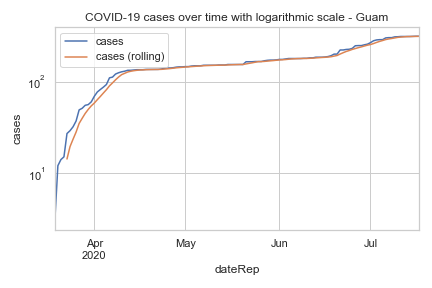 COVID-19 cases over time with logarithmic scale - Guam
cases
cases (rolling)
10²
10¹
cases
Apr
2020
May
Jun
Jul
dateRep